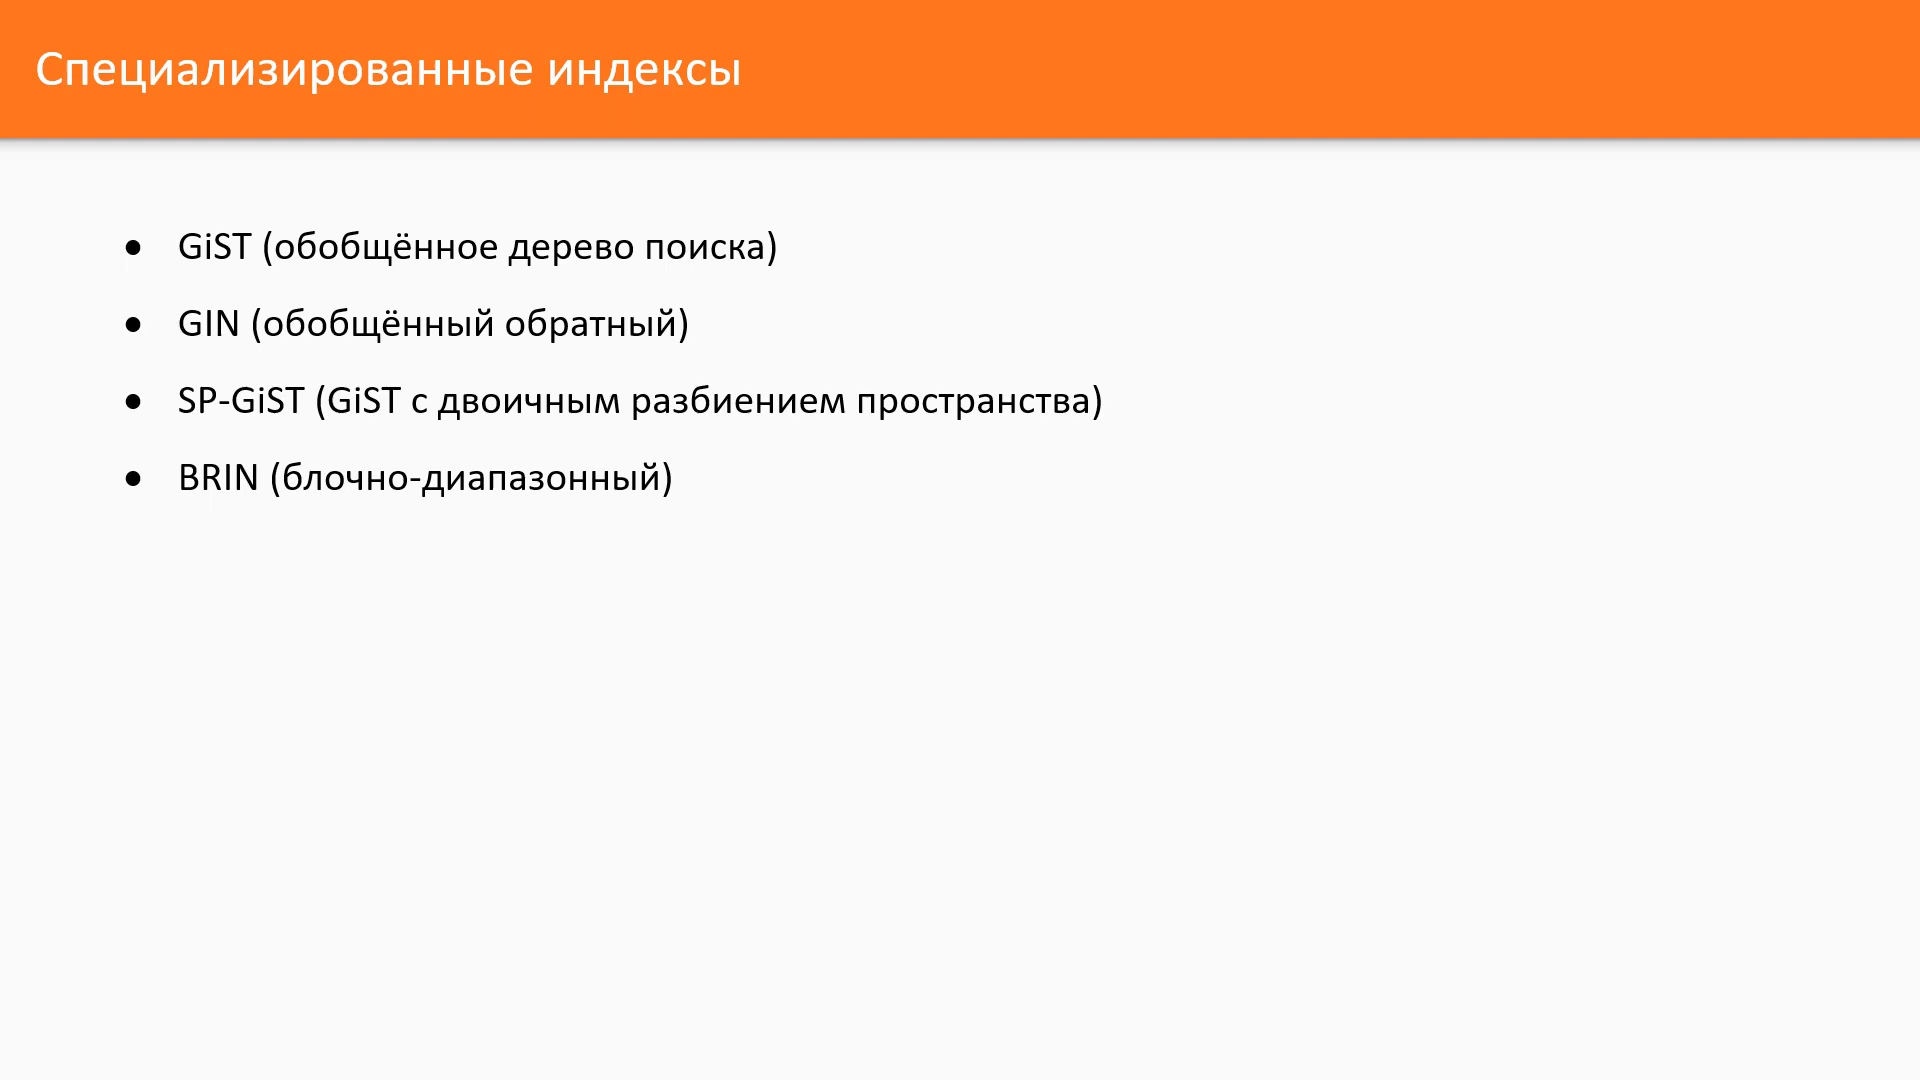 Специализированные индексы
● GiST (обобщённое дерево поиска)
● GIN (обобщённый обратный)
● SP-GiST (GiST с двоичным разбиением пространства)
● BRIN (блочно-диапазонный)